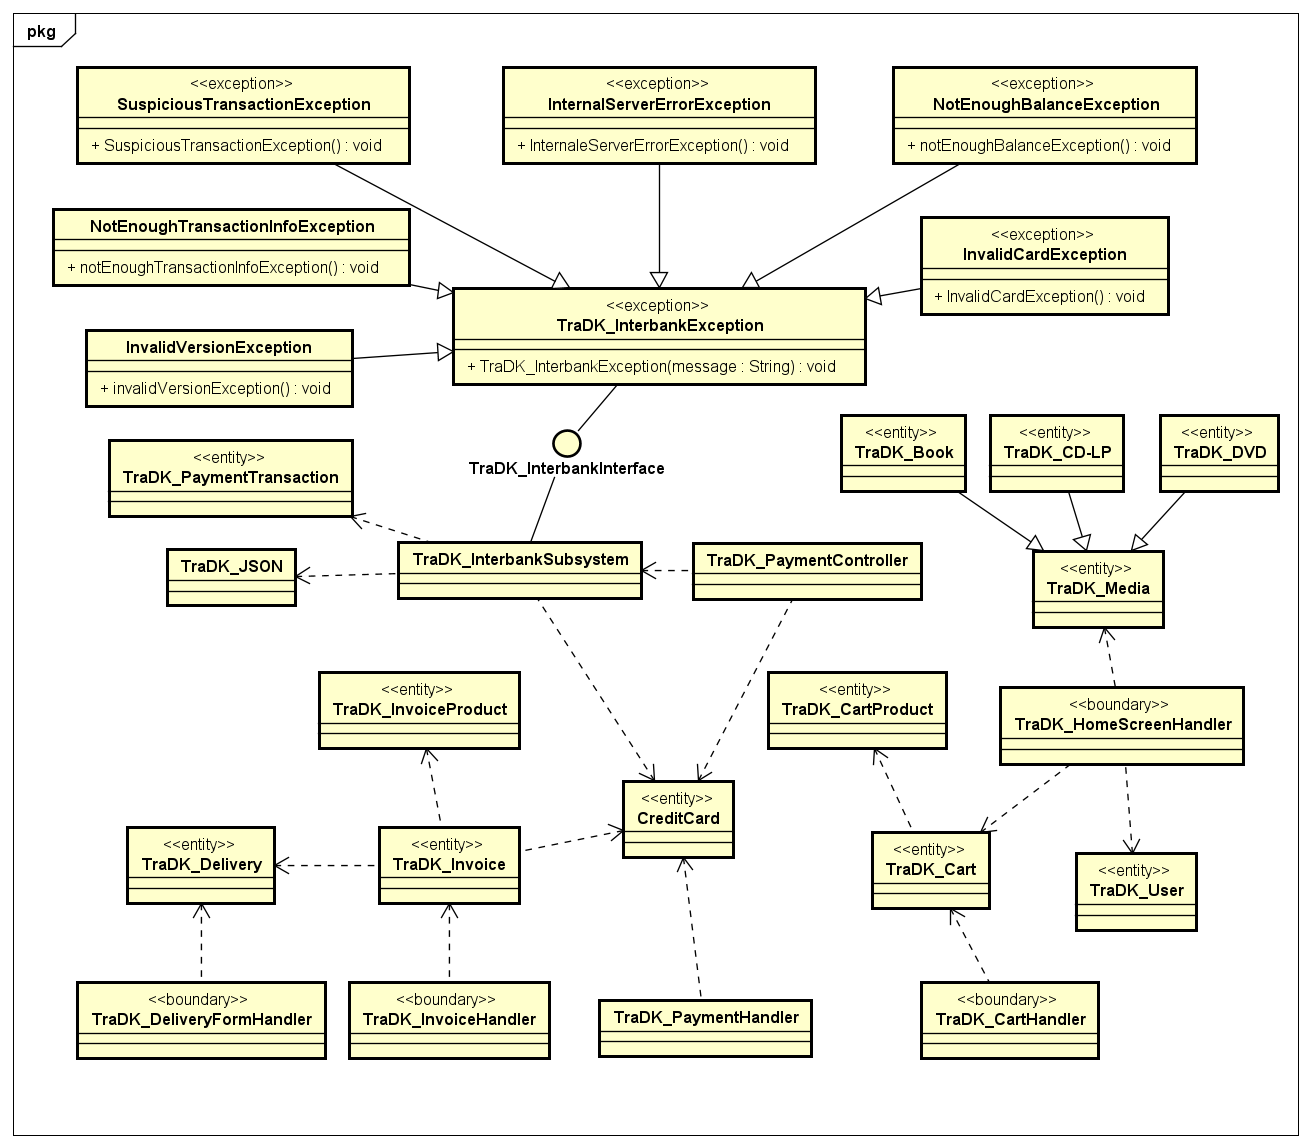 pkg
<<exception>>
SuspiciousTransactionException
+ SuspiciousTransactionException() : void
<<exception>>
InternalServerErrorException
+ InternaleServerErrorException() : void
<<exception>>
NotEnoughBalanceException
+ notEnoughBalanceException() : void
NotEnoughTransactionInfoException
+ notEnoughTransactionInfoException() : void
<<exception>>
InvalidCardException
+ InvalidCardException() : void
<<exception>>
TraDK_InterbankException
+ TraDK_InterbankException(message : String) : void
InvalidVersionException
+ invalidVersionException() : void
TraDK_InterbankInterface
<<entity>>
TraDK_Book
<<entity>>
TraDK_CD-LP
<<entity>>
TraDK_DVD
<<entity>>
TraDK_PaymentTransaction
TraDK_JSON
TraDK_InterbankSubsystem
TraDK_PaymentController
<<entity>>
TraDK_Media
<<entity>>
TraDK_InvoiceProduct
<<entity>>
TraDK_CartProduct
<<boundary>>
TraDK_HomeScreenHandler
<<entity>>
CreditCard
<<entity>>
TraDK_Delivery
<<entity>>
TraDK_Invoice
<<entity>>
TraDK_Cart
<<entity>>
TraDK_User
<<boundary>>
TraDK_DeliveryFormHandler
<<boundary>>
TraDK_InvoiceHandler
TraDK_PaymentHandler
<<boundary>>
TraDK_CartHandler